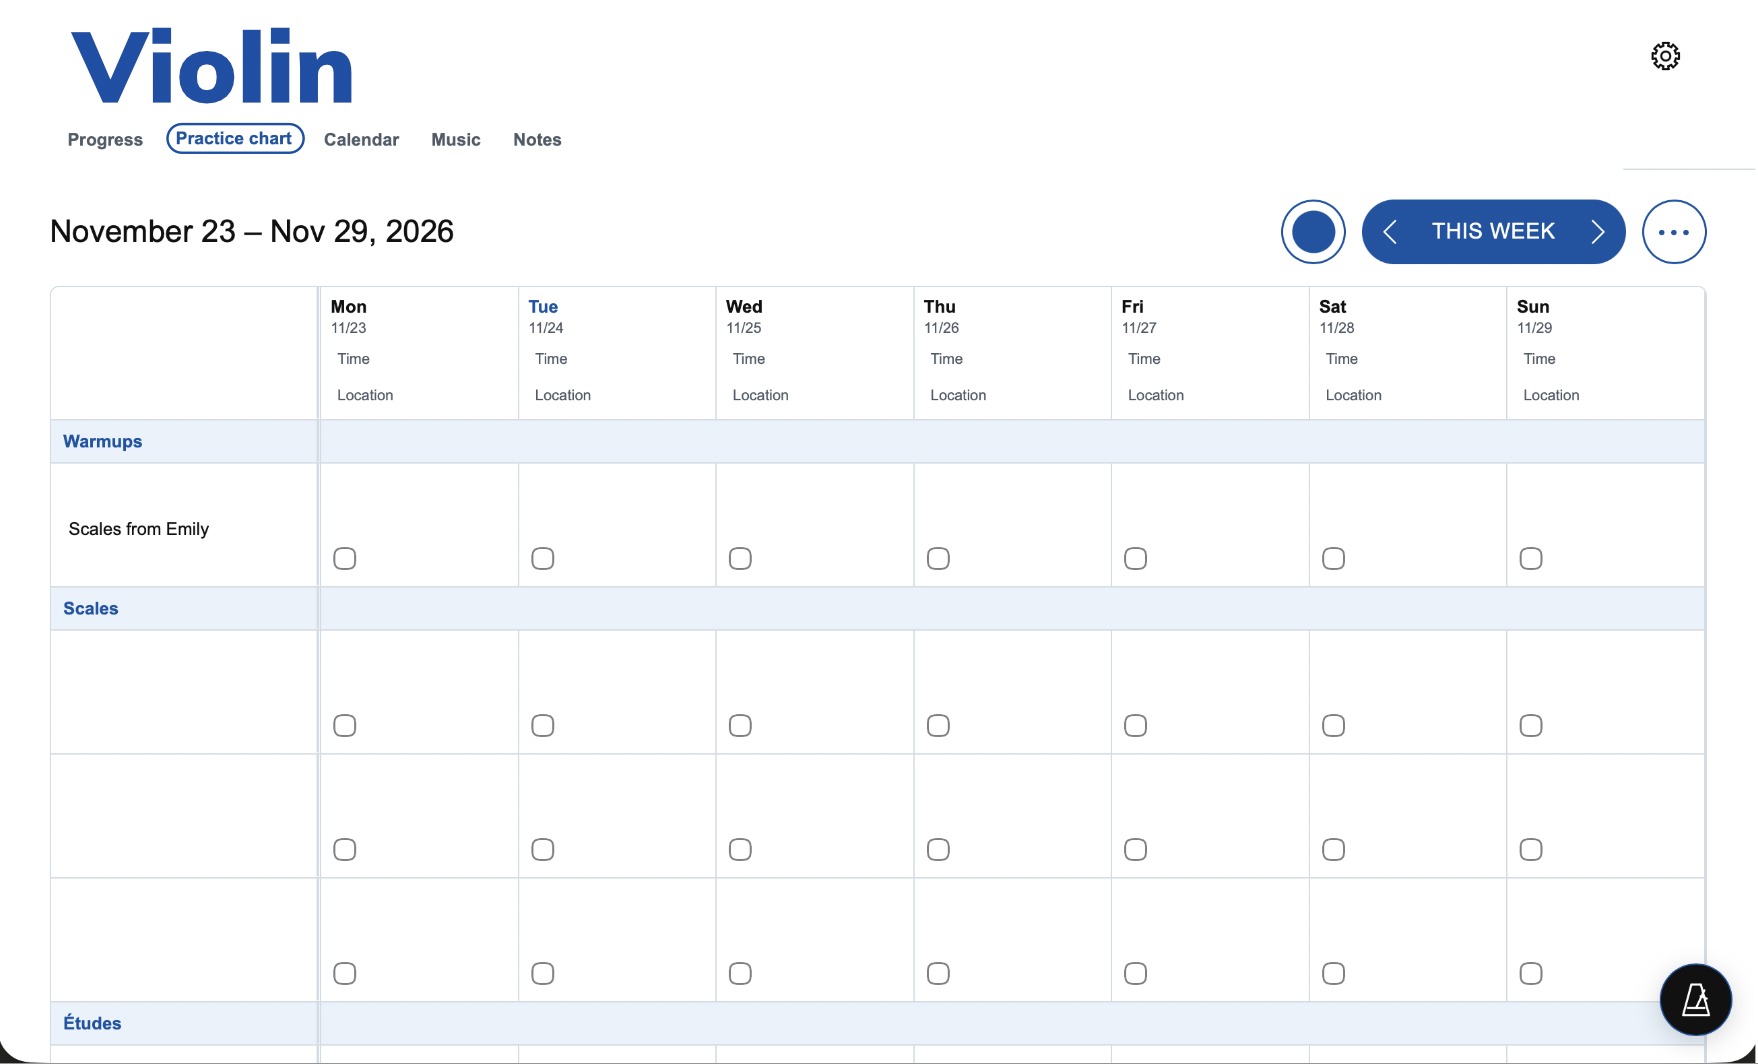 Violin
Progress Practice chart Calendar Music Notes
November 23 – Nov 29, 2026
THIS WEEK
Mon Tue Wed Thu Fri Sat Sun
11/23 11/24 11/25 11/26 11/27 11/28 11/29
Time Time Time Time Time Time Time
Location Location Location Location Location Location Location
Warmups
Scales from Emily
Scales
Études